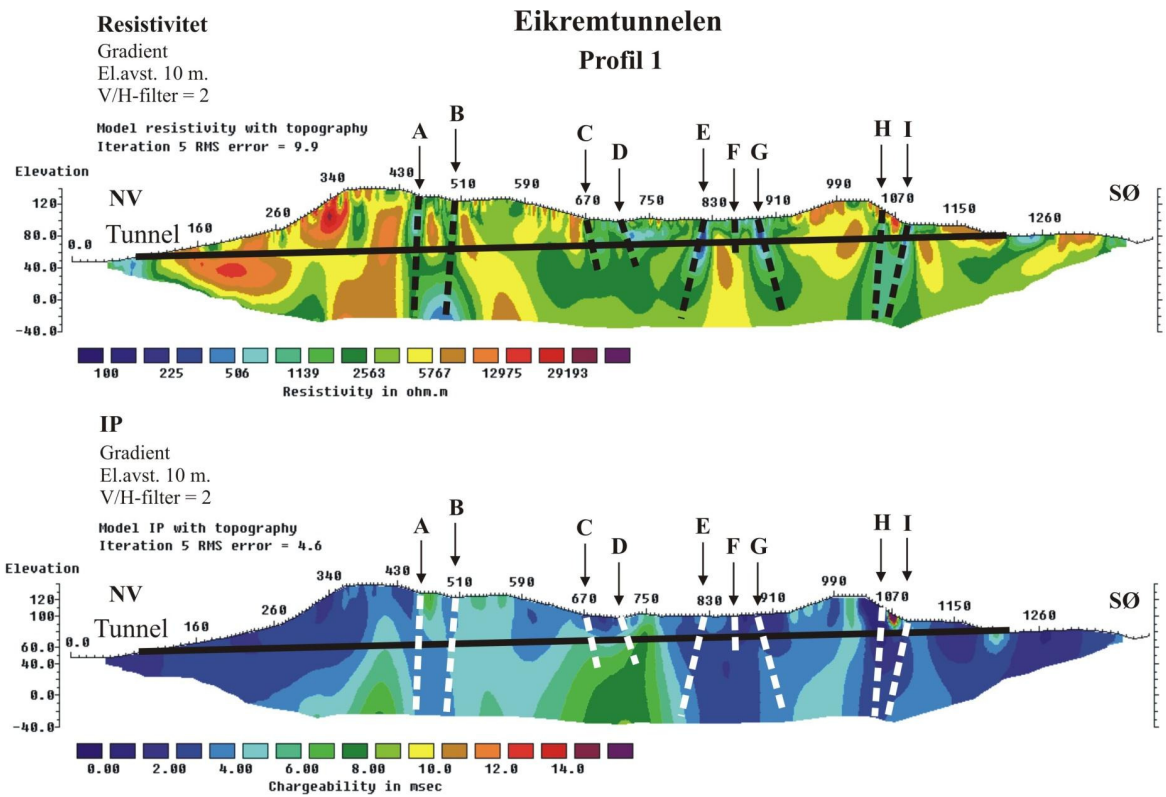 Eikremtunnelen
Profil 1
Resistivitet
Gradient
El.avst. 10 m.
V/H-filter = 2
Model resistivity with topography
Iteration 5 RMS error = 9.9
A B C D E F G H I
Elevation
NV
SØ
Tunnel
120
80.0
40.0
0.0
-40.0
0.0 160 260 340 430 510 590 670 750 830 910 990 1070 1150 1260
100 225 506 1139 2563 5767 12975 29193
Resistivity in ohm.m
IP
Gradient
El.avst. 10 m.
V/H-filter = 2
Model IP with topography
Iteration 5 RMS error = 4.6
A B C D E F G H I
Elevation
NV
SØ
Tunnel
120
100
60.0
40.0
0.0
-40.0
0.0 160 260 340 430 510 590 670 750 830 910 990 1070 1150 1260
0.00 2.00 4.00 6.00 8.00 10.0 12.0 14.0
Chargeability in msec